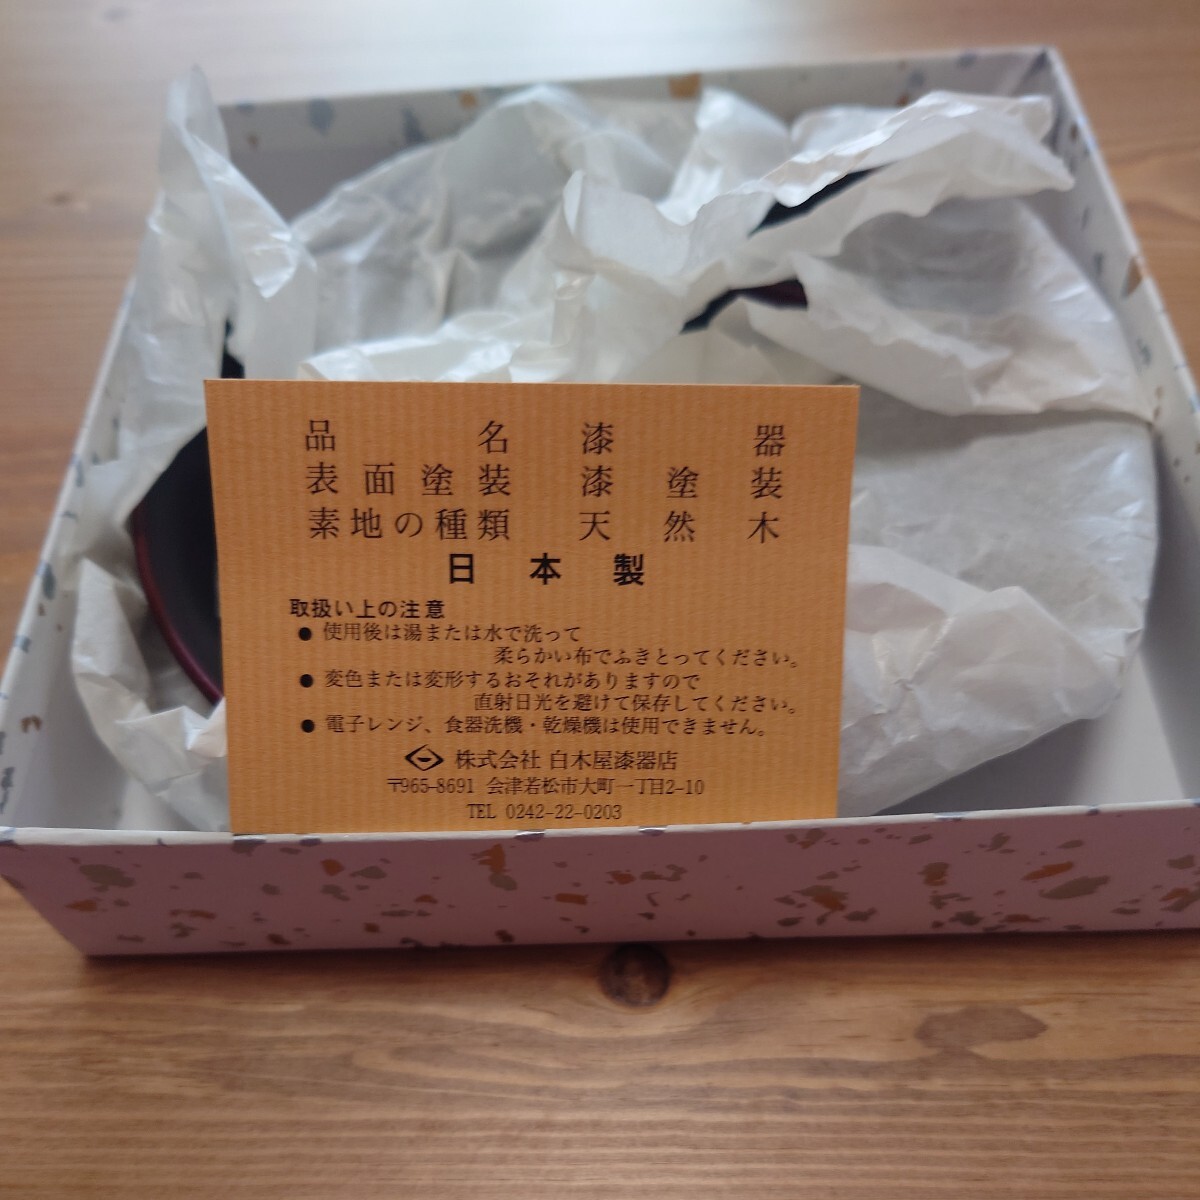 品名 漆器
表面塗装 漆塗装
素地の種類 天然木
日本製
取扱い上の注意
● 使用後は湯または水で洗って
柔らかい布でふきとってください。
● 変色または変形するおそれがありますので
直射日光を避けて保存してください。
● 電子レンジ、食器洗機・乾燥機は使用できません。
株式会社 白木屋漆器店
〒965-8691 会津若松市大町一丁目2-10
TEL 0242-22-0203